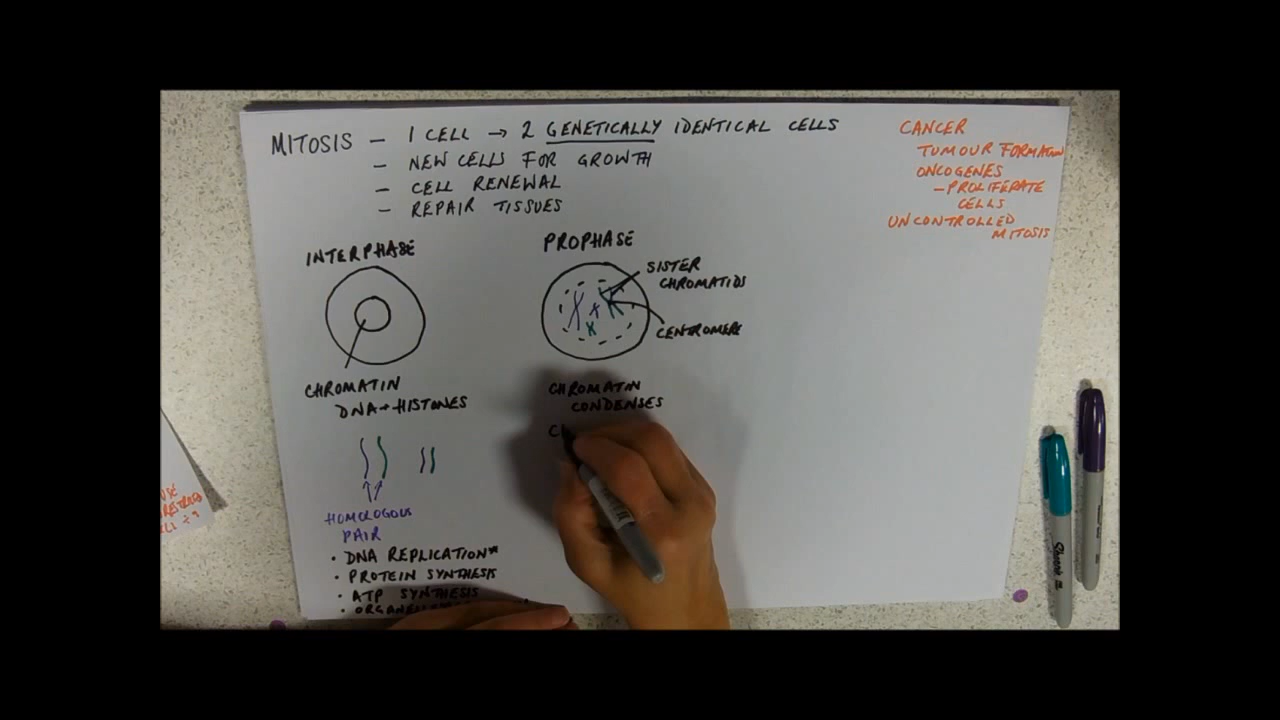 MITOSIS – 1 CELL → 2 GENETICALLY IDENTICAL CELLS
– NEW CELLS FOR GROWTH
– CELL RENEWAL
– REPAIR TISSUES
CANCER
TUMOUR FORMATION
ONCOGENES
– PROLIFERATE
CELLS
UNCONTROLLED
MITOSIS
INTERPHASE
CHROMATIN
DNA + HISTONES
HOMOLOGOUS
PAIR
• DNA REPLICATION*
• PROTEIN SYNTHESIS
• ATP SYNTHESIS
PROPHASE
SISTER
CHROMATIDS
CENTROMERE
CHROMATIN
CONDENSES